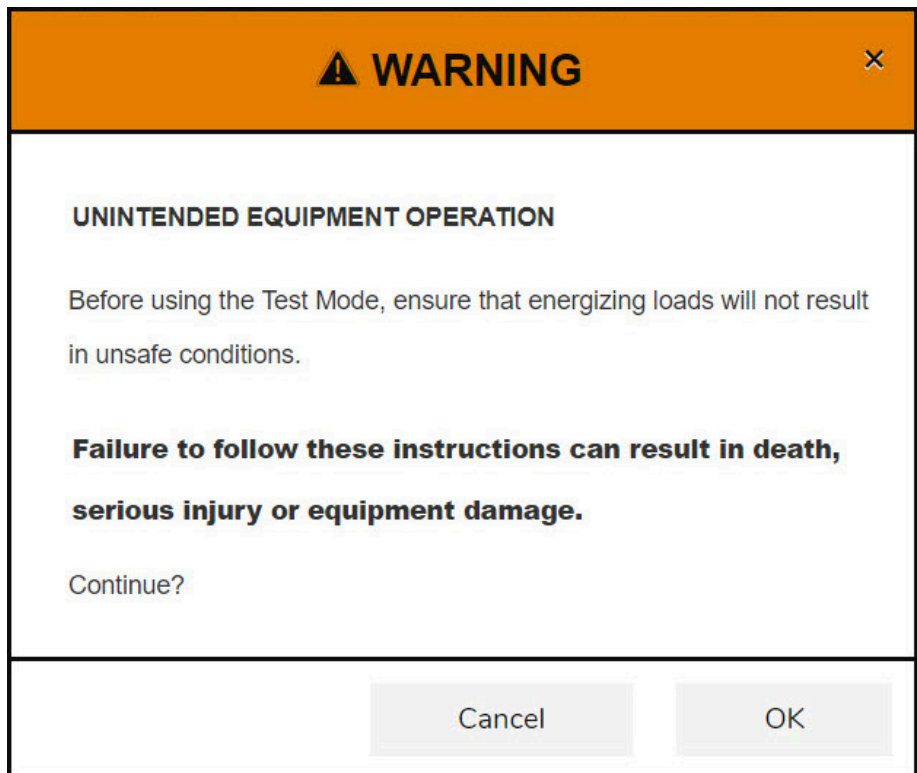 WARNING
×
UNINTENDED EQUIPMENT OPERATION
Before using the Test Mode, ensure that energizing loads will not result
in unsafe conditions.
Failure to follow these instructions can result in death,
serious injury or equipment damage.
Continue?
Cancel OK